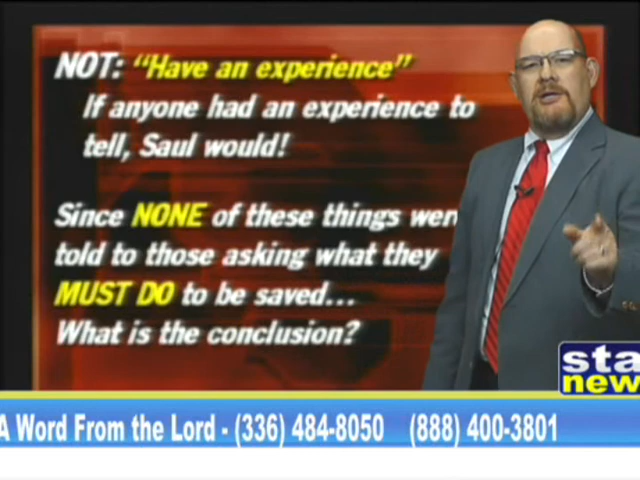 NOT: “Have an experience”
If anyone had an experience to
tell, Saul would!
Since NONE of these things wer
told to those asking what they
MUST DO to be saved...
What is the conclusion?
sta
new
A Word From the Lord - (336) 484-8050 (888) 400-3801